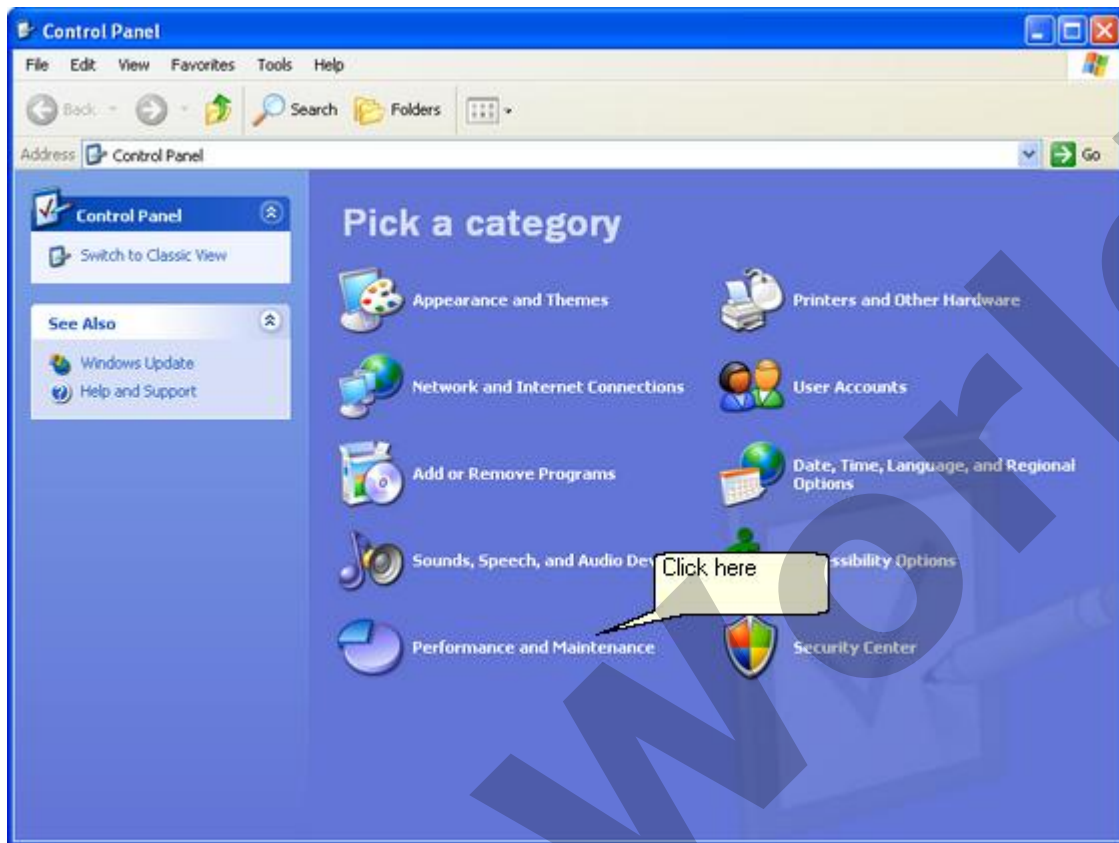 Control Panel
File Edit View Favorites Tools Help
Back Search Folders
Address Control Panel Go
Control Panel
Switch to Classic View
See Also
Windows Update
Help and Support
Pick a category
Appearance and Themes
Printers and Other Hardware
Network and Internet Connections
User Accounts
Add or Remove Programs
Date, Time, Language, and Regional
Options
Sounds, Speech, and Audio De
Click here
ssibility Options
Performance and Maintenance
Security Center